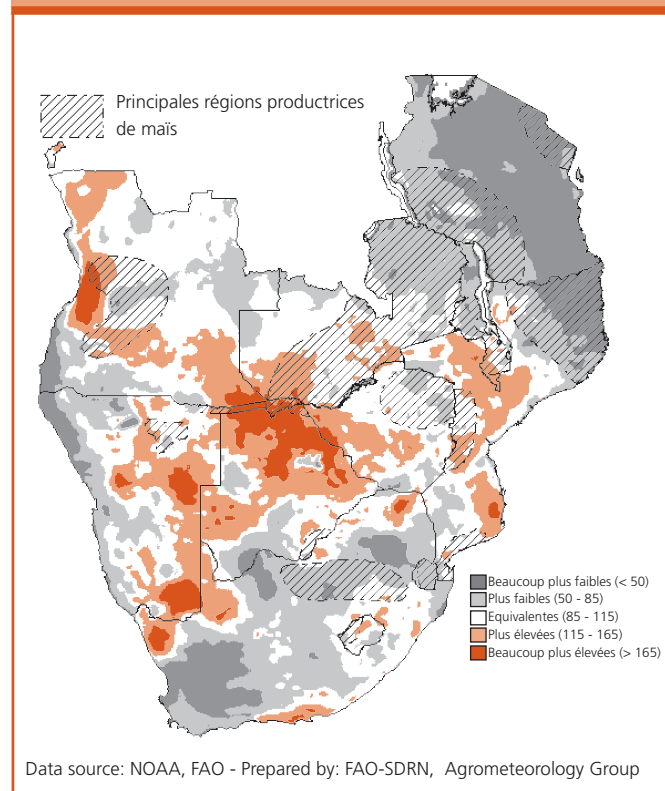 Principales régions productrices
de maïs
Beaucoup plus faibles (< 50)
Plus faibles (50 - 85)
Equivalentes (85 - 115)
Plus élevées (115 - 165)
Beaucoup plus élevées (> 165)
Data source: NOAA, FAO - Prepared by: FAO-SDRN, Agrometeorology Group